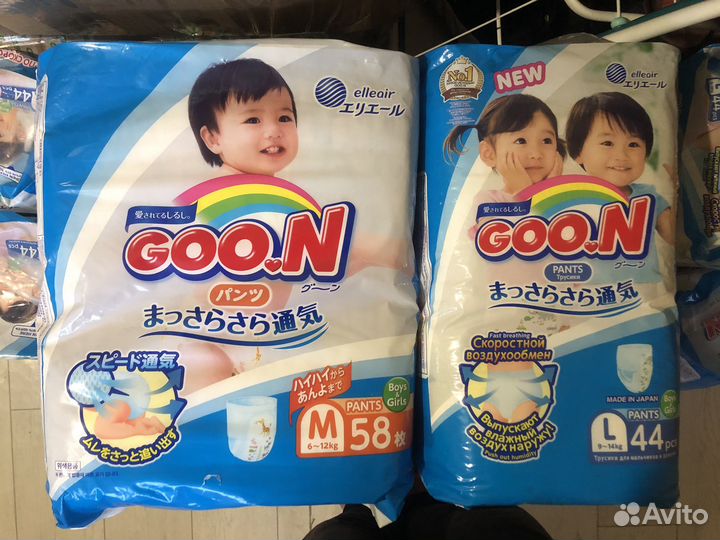 elleair
エリエール
愛されてるしるし。
GOO.N
グ〜ン
パンツ
まっさらさら通気
スピード通気
ムレをさっと追い出す
ハイハイから
あんよまで
M
6~12kg
PANTS
58枚
Boys
&
Girls
No.1
NEW
elleair
エリエール
愛されてるしるし。
GOO.N
グ〜ン
PANTS
Трусики
まっさらさら通気
Fast breathing
Скоростной
воздухообмен
Выпускают
влажный
воздух наружу!
Push out humidity
MADE IN JAPAN
L
9~14kg
PANTS
44 pcs
Boys
&
Girls
Трусики для мальчиков и
144
pcs
144
Avito